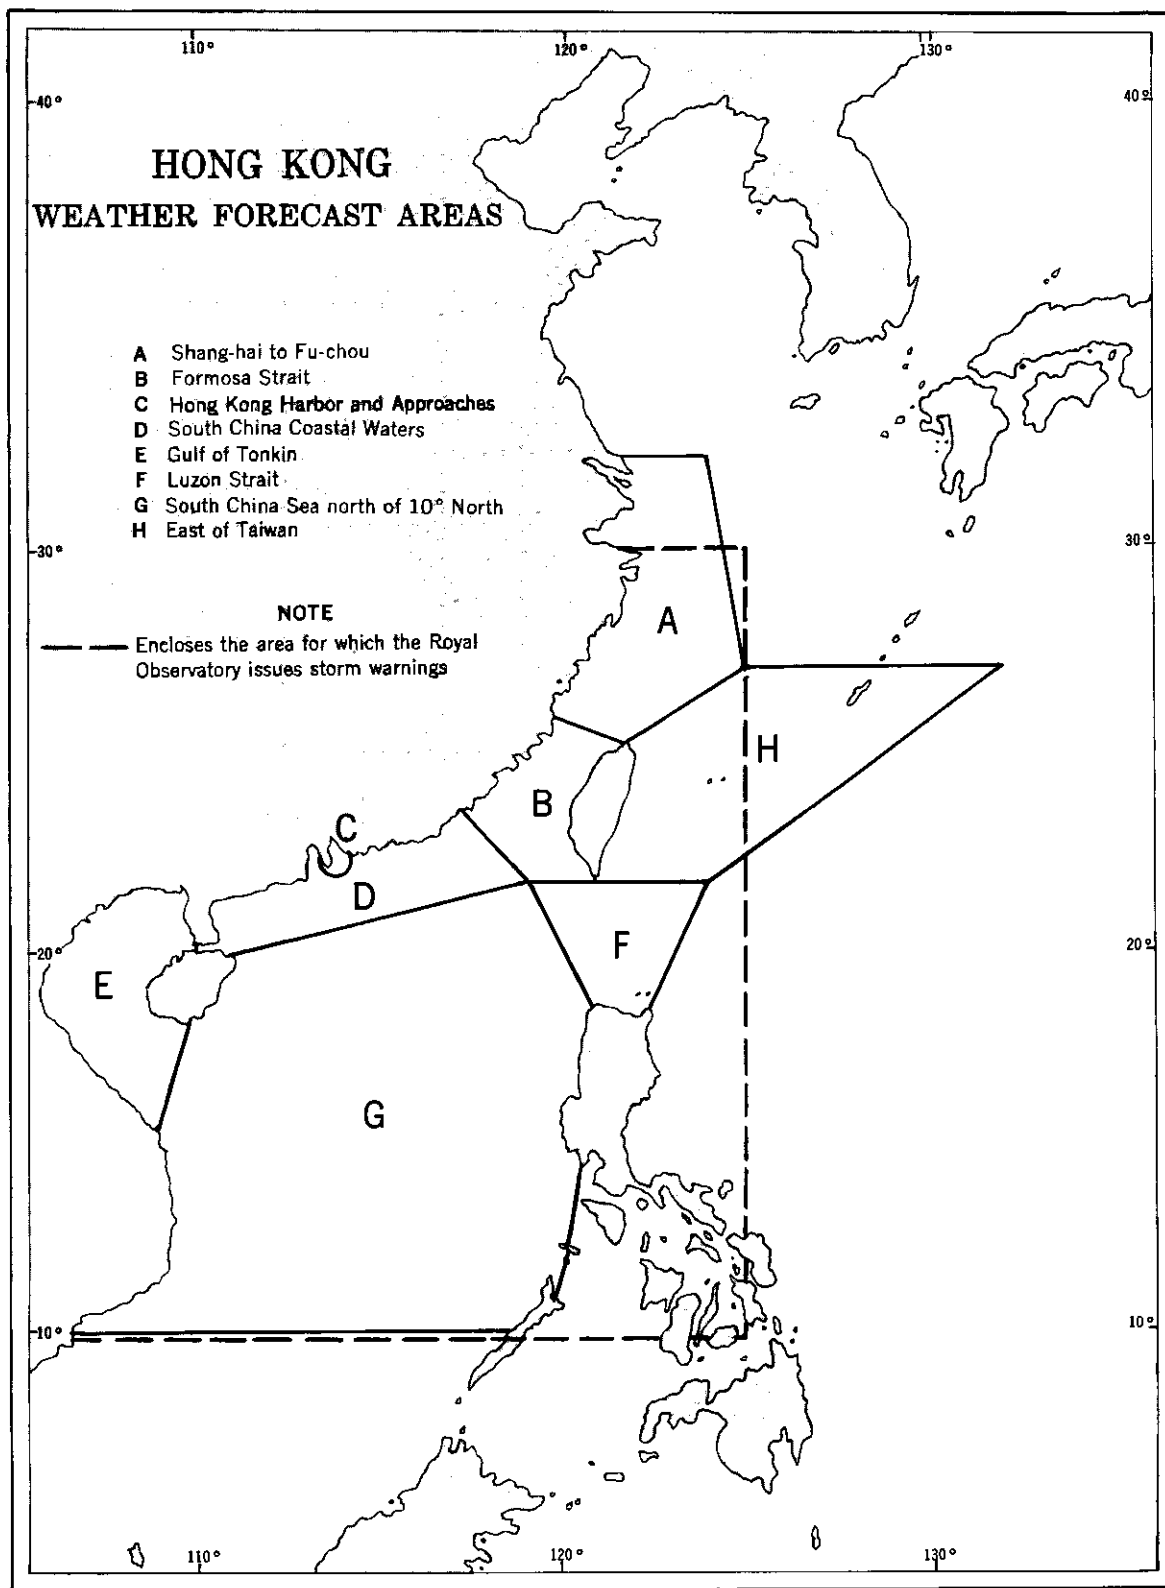 110°
120°
130°
40°
40°
HONG KONG
WEATHER FORECAST AREAS
A Shang-hai to Fu-chou
B Formosa Strait
C Hong Kong Harbor and Approaches
D South China Coastal Waters
E Gulf of Tonkin
F Luzon Strait
G South China Sea north of 10° North
H East of Taiwan
30°
30°
NOTE
Encloses the area for which the Royal
Observatory issues storm warnings
A
H
B
C
D
F
E
20°
20°
G
10°
10°
110°
120°
130°